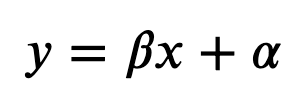 y = βx + α